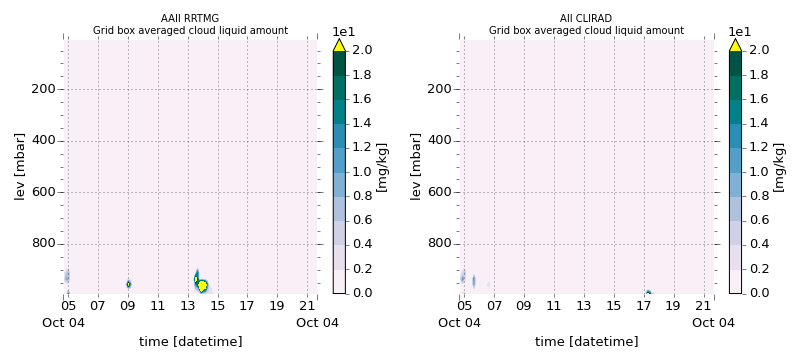 AAII RRTMG
Grid box averaged cloud liquid amount
1e1
2.0
1.8
1.6
1.4
1.2
1.0
0.8
0.6
0.4
0.2
0.0
[mg/kg]
200
400
600
800
lev [mbar]
05 07 09 11 13 15 17 19 21
Oct 04 Oct 04
time [datetime]
AII CLIRAD
Grid box averaged cloud liquid amount
1e1
2.0
1.8
1.6
1.4
1.2
1.0
0.8
0.6
0.4
0.2
0.0
[mg/kg]
200
400
600
800
lev [mbar]
05 07 09 11 13 15 17 19 21
Oct 04 Oct 04
time [datetime]